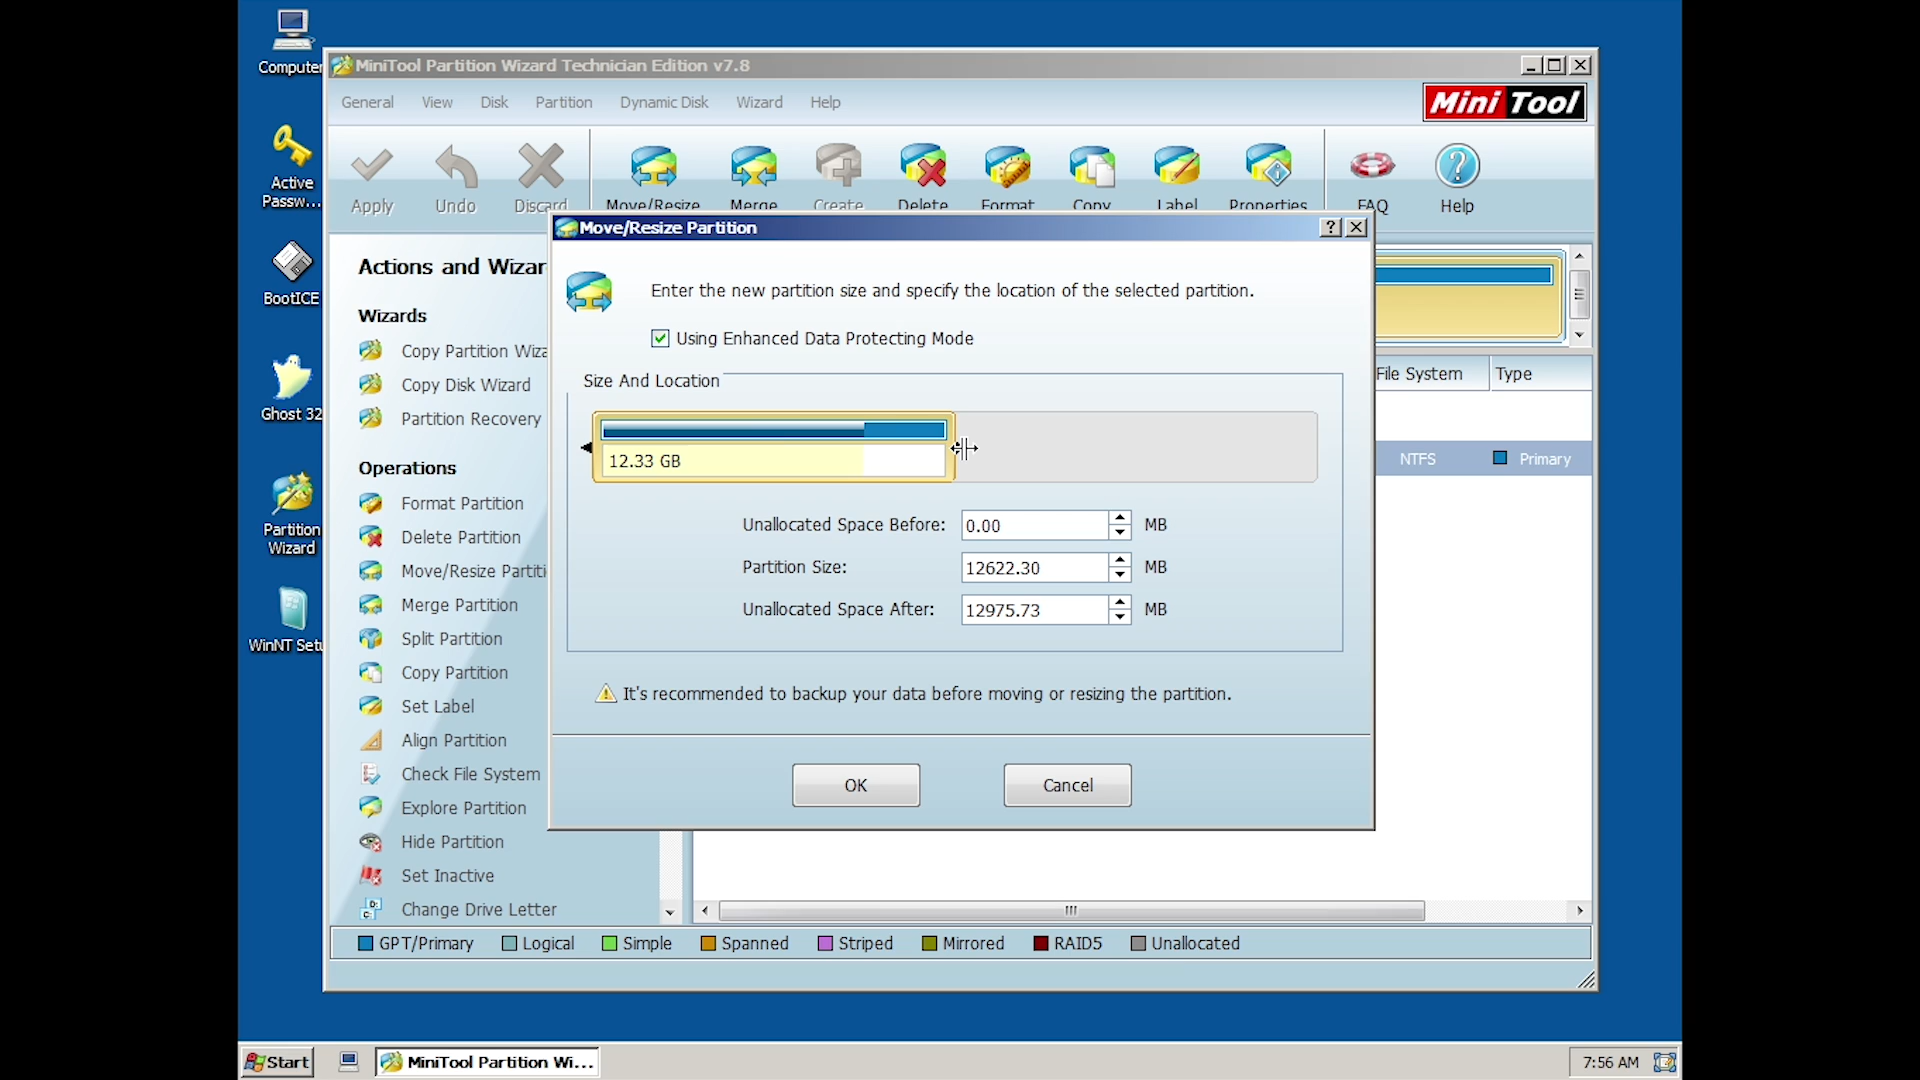 Computer
Active
Passw...
BootICE
Ghost 32
Partition
Wizard
WinNT Setu
MiniTool Partition Wizard Technician Edition v7.8
General View Disk Partition Dynamic Disk Wizard Help
Mini Tool
Apply Undo Discard Move/Resize Merge Create Delete Format Copy Label Properties FAQ Help
Actions and Wizar
Wizards
Copy Partition Wiza
Copy Disk Wizard
Partition Recovery
Operations
Format Partition
Delete Partition
Move/Resize Partiti
Merge Partition
Split Partition
Copy Partition
Set Label
Align Partition
Check File System
Explore Partition
Hide Partition
Set Inactive
Change Drive Letter
Move/Resize Partition
Enter the new partition size and specify the location of the selected partition.
Using Enhanced Data Protecting Mode
Size And Location
12.33 GB
Unallocated Space Before: 0.00 MB
Partition Size: 12622.30 MB
Unallocated Space After: 12975.73 MB
It's recommended to backup your data before moving or resizing the partition.
OK Cancel
File System Type
NTFS Primary
GPT/Primary Logical Simple Spanned Striped Mirrored RAID5 Unallocated
Start MiniTool Partition Wi... 7:56 AM